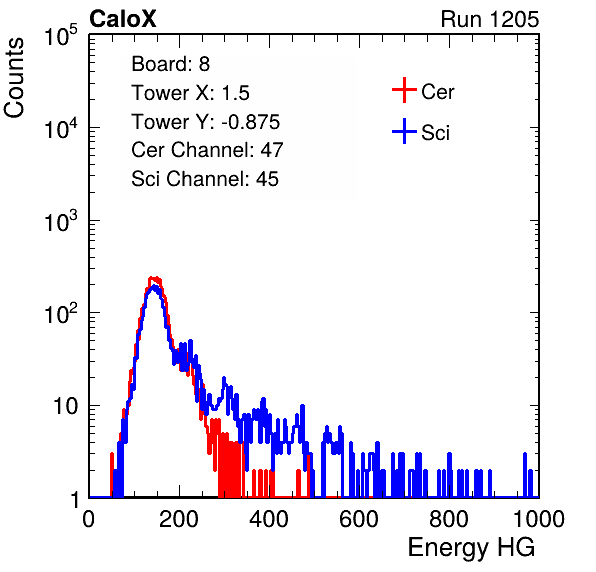 CaloX Run 1205
Counts
10^5
10^4
10^3
10^2
10
1
Board: 8
Tower X: 1.5
Tower Y: -0.875
Cer Channel: 47
Sci Channel: 45
Cer
Sci
0 200 400 600 800 1000
Energy HG